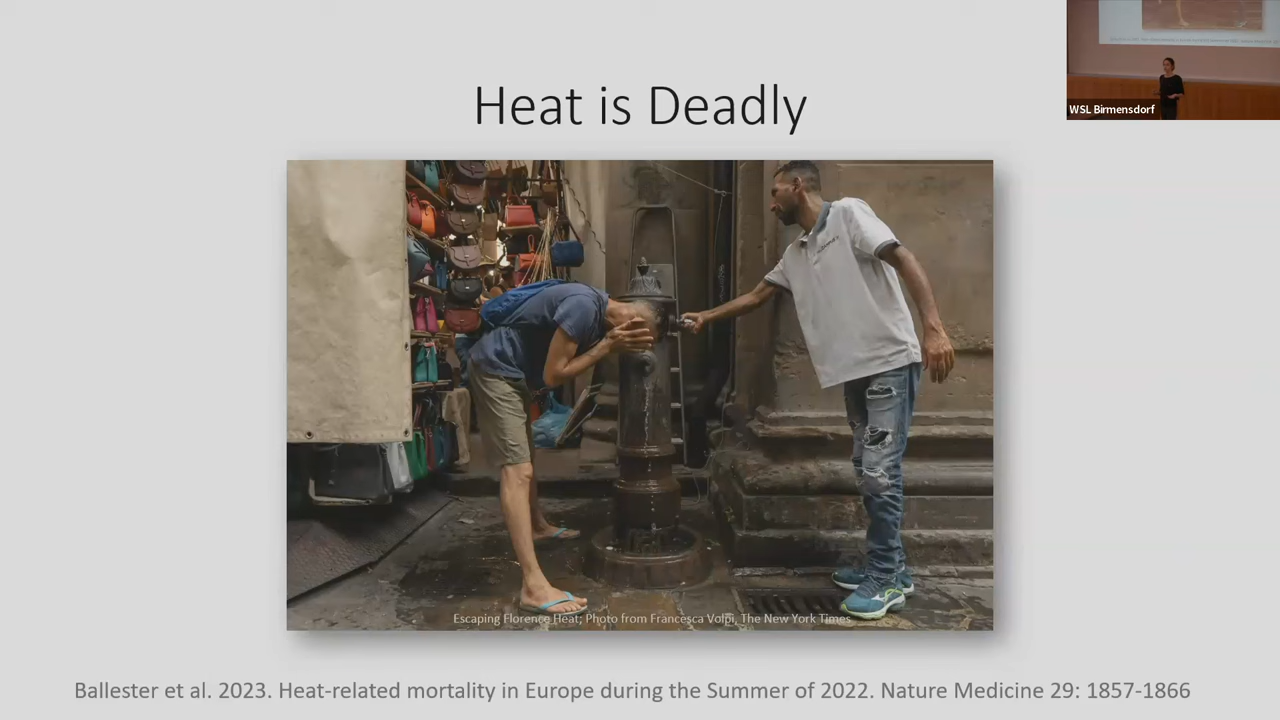 Heat is Deadly
WSL Birmensdorf
Escaping Florence Heat; Photo from Francesca Volpi, The New York Times
Ballester et al. 2023. Heat-related mortality in Europe during the Summer of 2022. Nature Medicine 29: 1857-1866